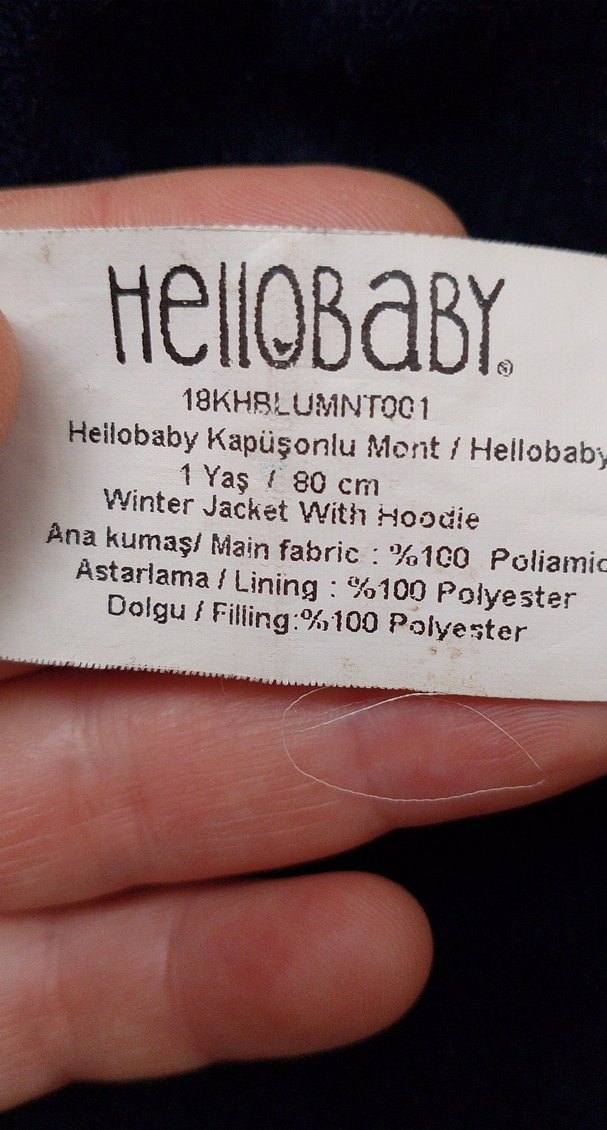 HelloBaby®
18KHBLUMNT001
Hellobaby Kapüşonlu Mont / Hellobaby
1 Yaş / 80 cm
Winter Jacket With Hoodie
Ana kumaş/ Main fabric : %100 Poliamid
Astarlama / Lining : %100 Polyester
Dolgu / Filling:%100 Polyester